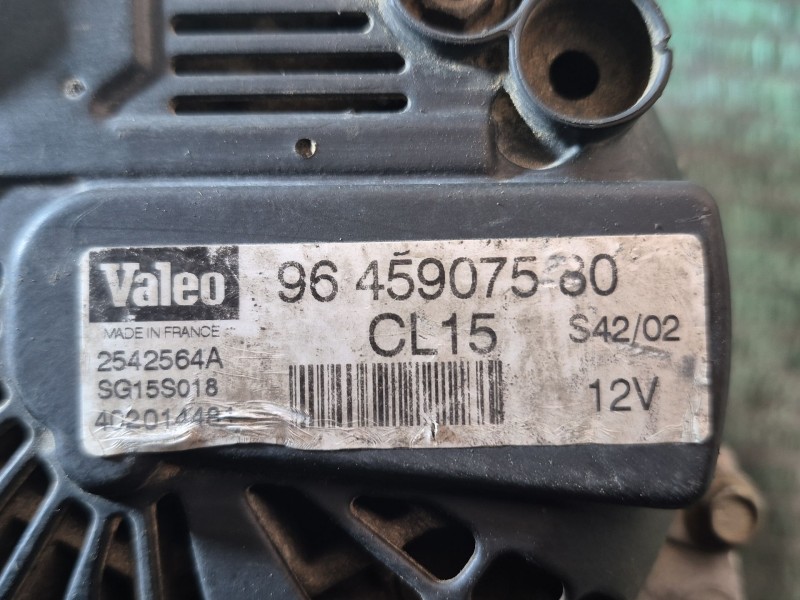 Valeo 96 459075 80
MADE IN FRANCE CL15 S42/02
2542564A
SG15S018 12V